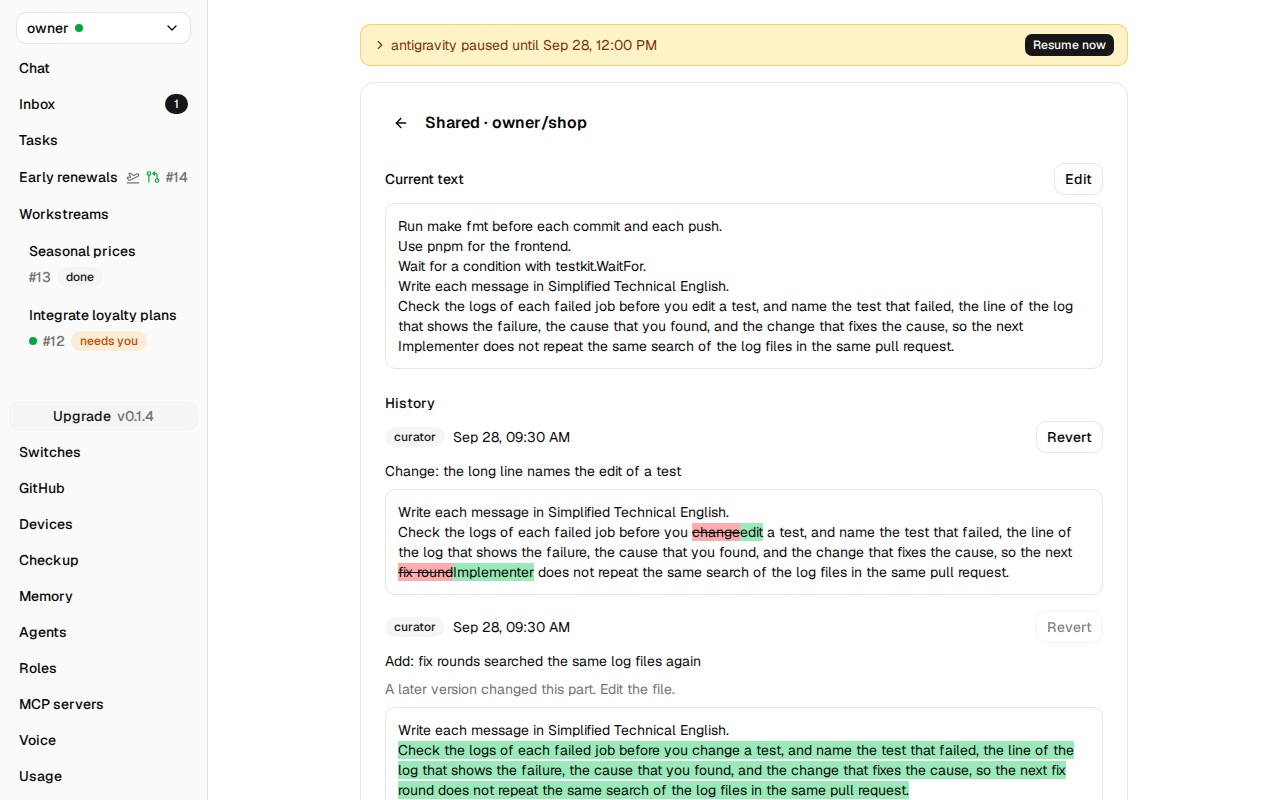 owner
Chat
Inbox 1
Tasks
Early renewals #14
Workstreams
Seasonal prices
#13 done
Integrate loyalty plans
#12 needs you
Upgrade v0.1.4
Switches
GitHub
Devices
Checkup
Memory
Agents
Roles
MCP servers
Voice
Usage
antigravity paused until Sep 28, 12:00 PM Resume now
Shared · owner/shop
Current text Edit
Run make fmt before each commit and each push.
Use pnpm for the frontend.
Wait for a condition with testkit.WaitFor.
Write each message in Simplified Technical English.
Check the logs of each failed job before you edit a test, and name the test that failed, the line of the log
that shows the failure, the cause that you found, and the change that fixes the cause, so the next
Implementer does not repeat the same search of the log files in the same pull request.
History
curator Sep 28, 09:30 AM Revert
Change: the long line names the edit of a test
Write each message in Simplified Technical English.
Check the logs of each failed job before you changeedit a test, and name the test that failed, the line of
the log that shows the failure, the cause that you found, and the change that fixes the cause, so the next
fix roundImplementer does not repeat the same search of the log files in the same pull request.
curator Sep 28, 09:30 AM Revert
Add: fix rounds searched the same log files again
A later version changed this part. Edit the file.
Write each message in Simplified Technical English.
Check the logs of each failed job before you change a test, and name the test that failed, the line of the
log that shows the failure, the cause that you found, and the change that fixes the cause, so the next fix
round does not repeat the same search of the log files in the same pull request.